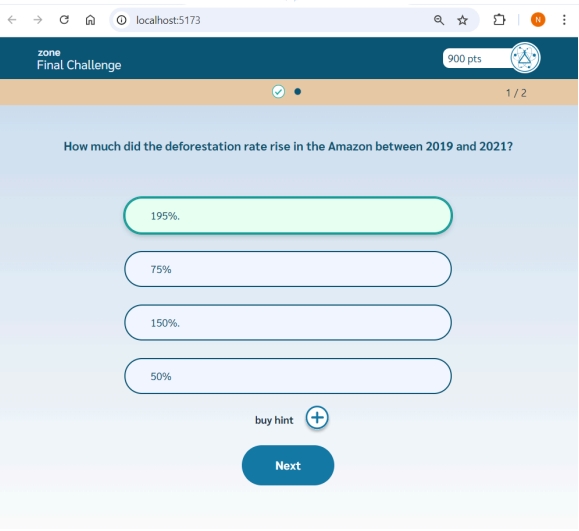 localhost:5173
N
zone
Final Challenge
900 pts
1 / 2
How much did the deforestation rate rise in the Amazon between 2019 and 2021?
195%.
75%
150%.
50%
buy hint
Next